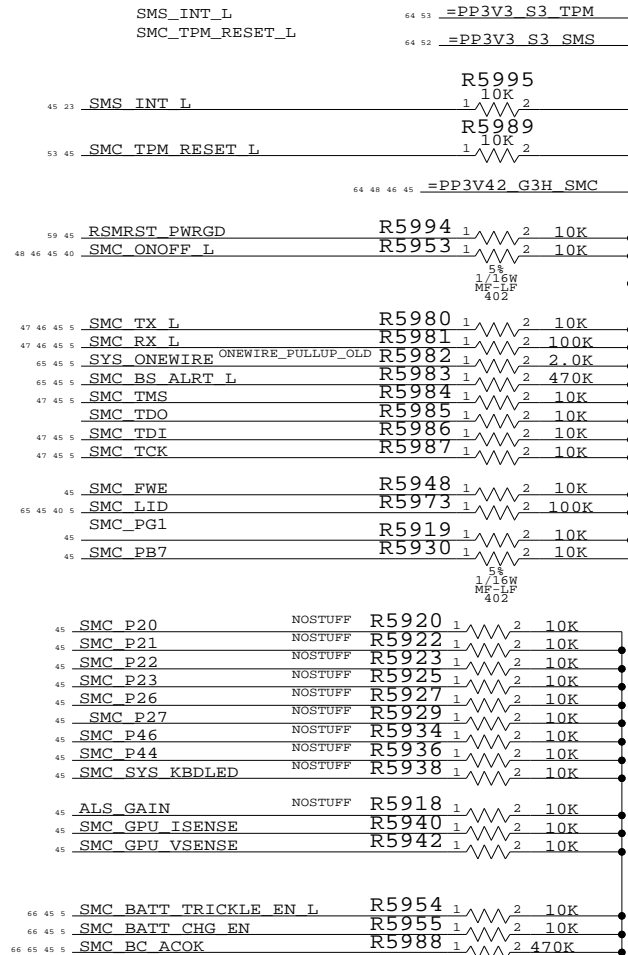 SMS_INT_L
64 53 =PP3V3_S3_TPM
SMC_TPM_RESET_L
64 52 =PP3V3_S3_SMS
R5995
10K
45 23 SMS_INT_L 1 2
R5989
10K
53 45 SMC_TPM_RESET_L 1 2
64 48 46 45 =PP3V42_G3H_SMC
59 45 RSMRST_PWRGD R5994 1 2 10K
48 46 45 40 SMC_ONOFF_L R5953 1 2 10K
5%
1/16W
MF-LF
402
47 46 45 5 SMC_TX_L R5980 1 2 10K
47 46 45 5 SMC_RX_L R5981 1 2 100K
65 45 5 SYS_ONEWIRE ONEWIRE_PULLUP_OLD R5982 1 2 2.0K
65 45 5 SMC_BS_ALRT_L R5983 1 2 470K
47 45 5 SMC_TMS R5984 1 2 10K
SMC_TDO R5985 1 2 10K
47 45 5 SMC_TDI R5986 1 2 10K
47 45 5 SMC_TCK R5987 1 2 10K
45 SMC_FWE R5948 1 2 10K
65 45 40 5 SMC_LID R5973 1 2 100K
45 SMC_PG1 R5919 1 2 10K
45 SMC_PB7 R5930 1 2 10K
5%
1/16W
MF-LF
402
45 SMC_P20 NOSTUFF R5920 1 2 10K
45 SMC_P21 NOSTUFF R5922 1 2 10K
45 SMC_P22 NOSTUFF R5923 1 2 10K
45 SMC_P23 NOSTUFF R5925 1 2 10K
45 SMC_P26 NOSTUFF R5927 1 2 10K
45 SMC_P27 NOSTUFF R5929 1 2 10K
45 SMC_P46 NOSTUFF R5934 1 2 10K
45 SMC_P44 NOSTUFF R5936 1 2 10K
45 SMC_SYS_KBDLED NOSTUFF R5938 1 2 10K
45 ALS_GAIN NOSTUFF R5918 1 2 10K
45 SMC_GPU_ISENSE R5940 1 2 10K
45 SMC_GPU_VSENSE R5942 1 2 10K
66 45 5 SMC_BATT_TRICKLE_EN_L R5954 1 2 10K
66 45 5 SMC_BATT_CHG_EN R5955 1 2 10K
66 65 45 5 SMC_BC_ACOK R5988 1 2 470K